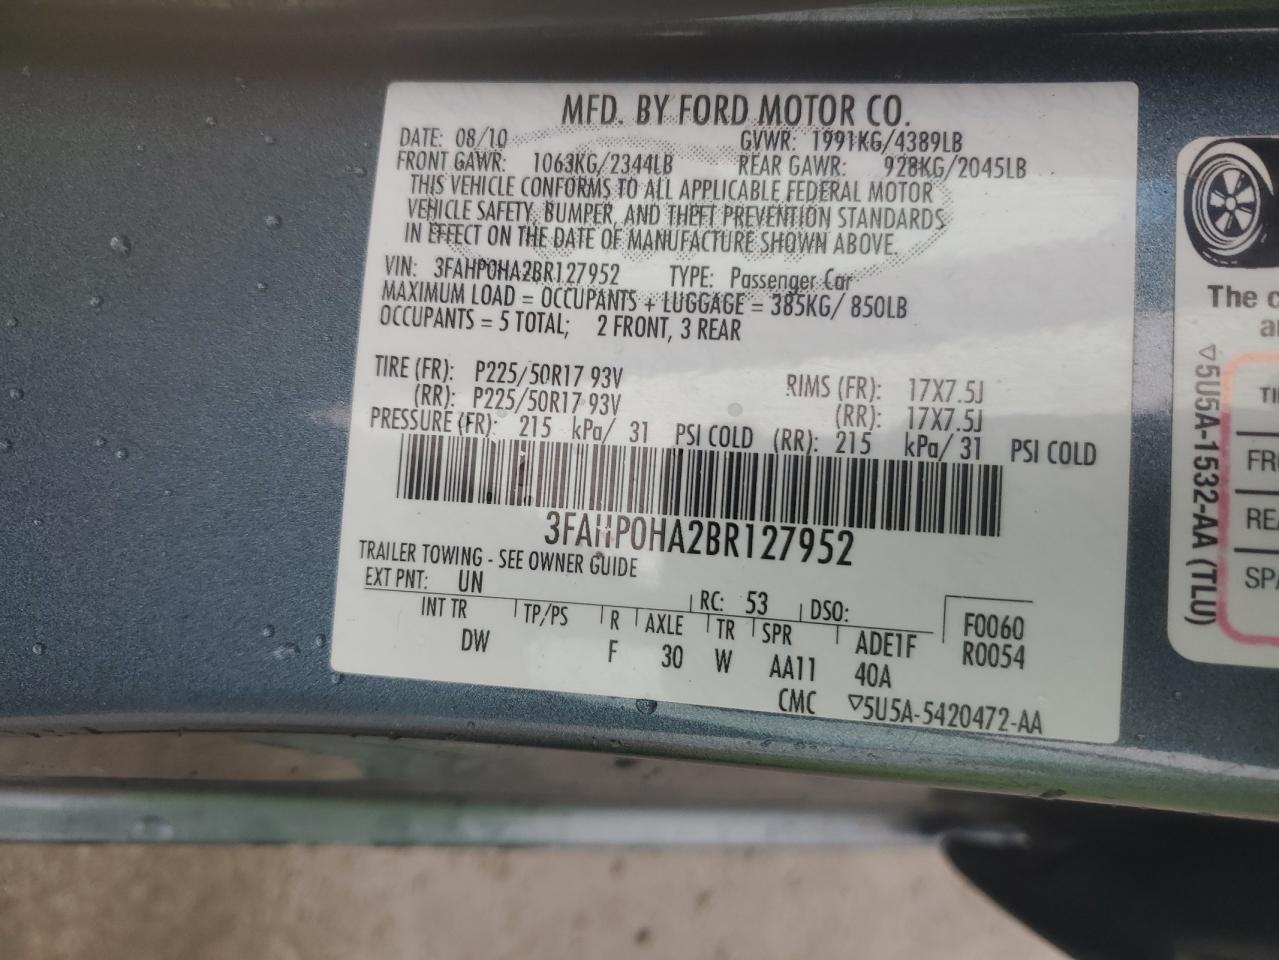 MFD. BY FORD MOTOR CO.
DATE: 08/10 GVWR: 1991KG/4389LB
FRONT GAWR: 1063KG/2344LB REAR GAWR: 928KG/2045LB
THIS VEHICLE CONFORMS TO ALL APPLICABLE FEDERAL MOTOR
VEHICLE SAFETY, BUMPER, AND THEFT PREVENTION STANDARDS
IN EFFECT ON THE DATE OF MANUFACTURE SHOWN ABOVE.
VIN: 3FAHP0HA2BR127952 TYPE: Passenger Car
MAXIMUM LOAD = OCCUPANTS + LUGGAGE = 385KG/ 850LB
OCCUPANTS = 5 TOTAL; 2 FRONT, 3 REAR
TIRE (FR): P225/50R17 93V RIMS (FR): 17X7.5J
(RR): P225/50R17 93V (RR): 17X7.5J
PRESSURE (FR): 215 kPa/ 31 PSI COLD (RR): 215 kPa/ 31 PSI COLD
3FAHP0HA2BR127952
TRAILER TOWING - SEE OWNER GUIDE
EXT PNT: UN RC: 53 DSO:
INT TR TP/PS R AXLE TR SPR ADE1F F0060
DW F 30 W AA11 40A R0054
CMC ▽5U5A-5420472-AA
The
▽5U5A-1532-AA (TLU)